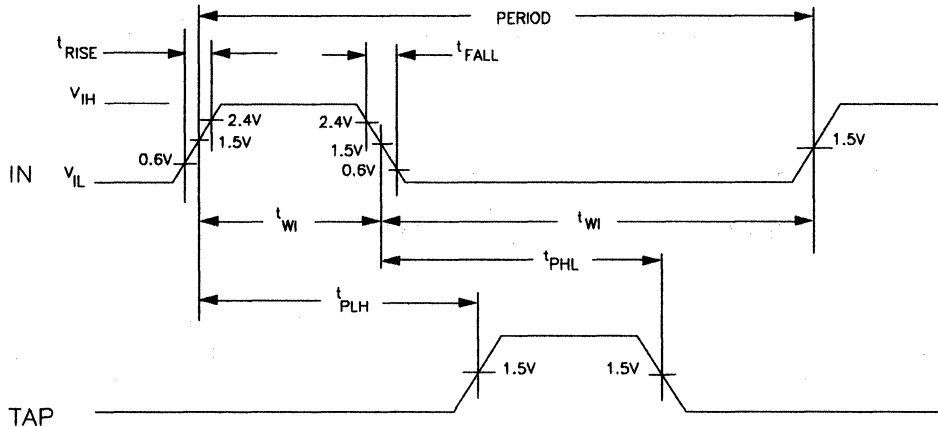 PERIOD
tRISE
tFALL
VIH
2.4V
2.4V
1.5V
1.5V
1.5V
0.6V
0.6V
IN
VIL
tWI
tWI
tPHL
tPLH
1.5V
1.5V
TAP